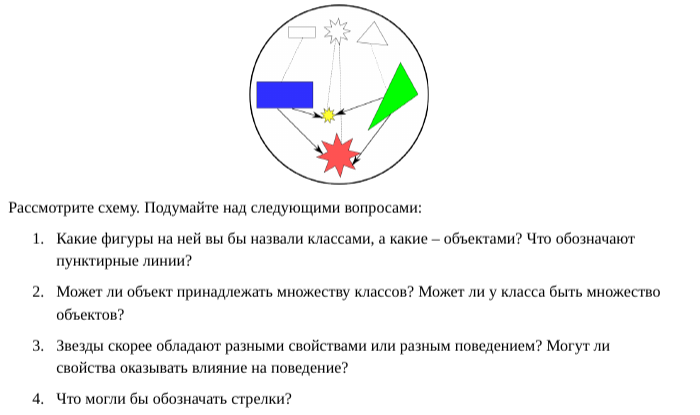 Рассмотрите схему. Подумайте над следующими вопросами:
1. Какие фигуры на ней вы бы назвали классами, а какие – объектами? Что обозначают
пунктирные линии?
2. Может ли объект принадлежать множеству классов? Может ли у класса быть множество
объектов?
3. Звезды скорее обладают разными свойствами или разным поведением? Могут ли
свойства оказывать влияние на поведение?
4. Что могли бы обозначать стрелки?